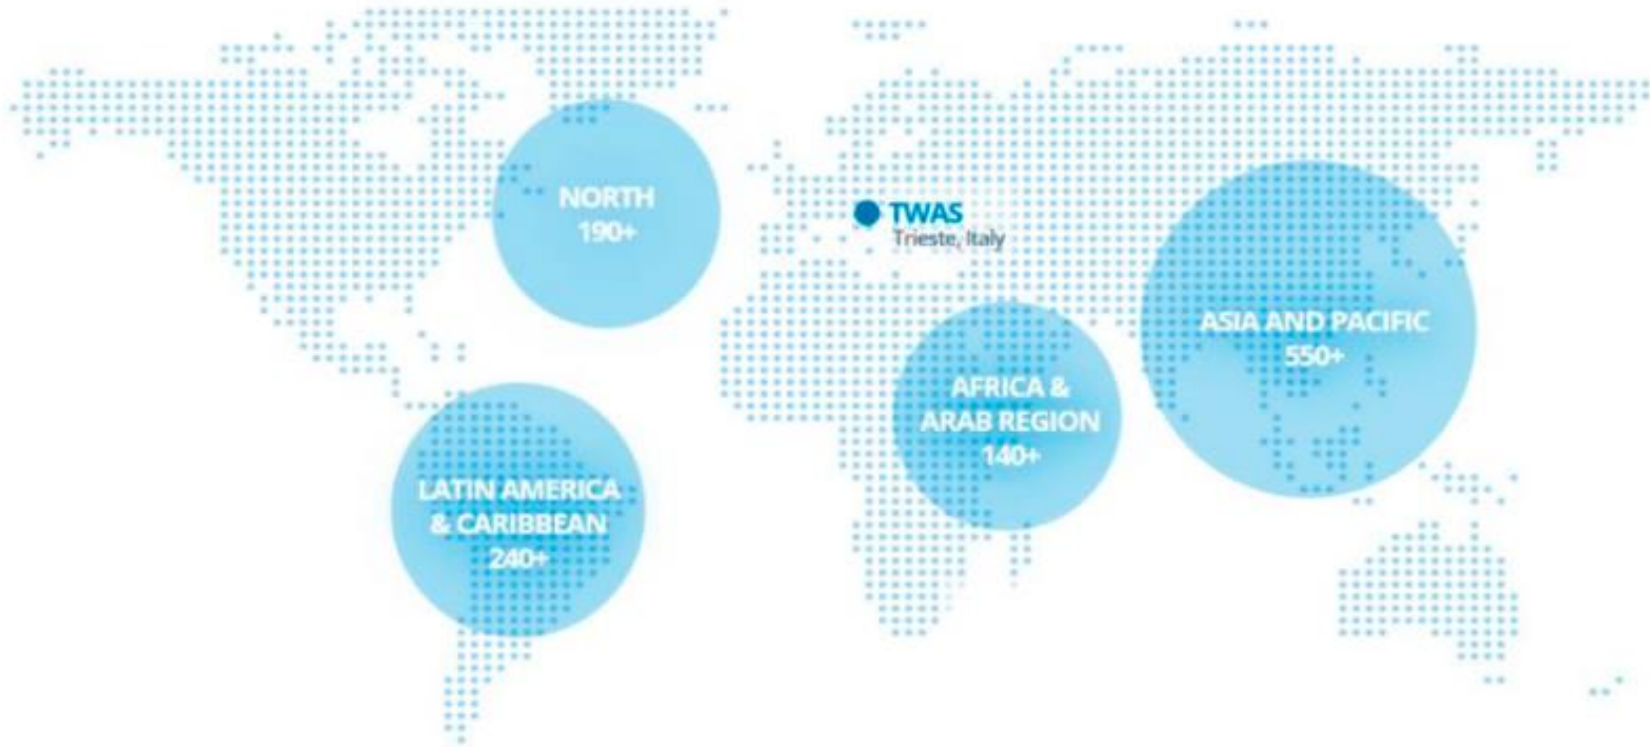 NORTH
190+
TWAS
Trieste, Italy
ASIA AND PACIFIC
550+
AFRICA &
ARAB REGION
140+
LATIN AMERICA
& CARIBBEAN
240+